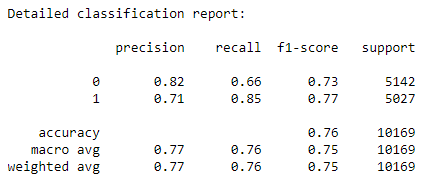 Detailed classification report:
precision recall f1-score support
0 0.82 0.66 0.73 5142
1 0.71 0.85 0.77 5027
accuracy 0.76 10169
macro avg 0.77 0.76 0.75 10169
weighted avg 0.77 0.76 0.75 10169